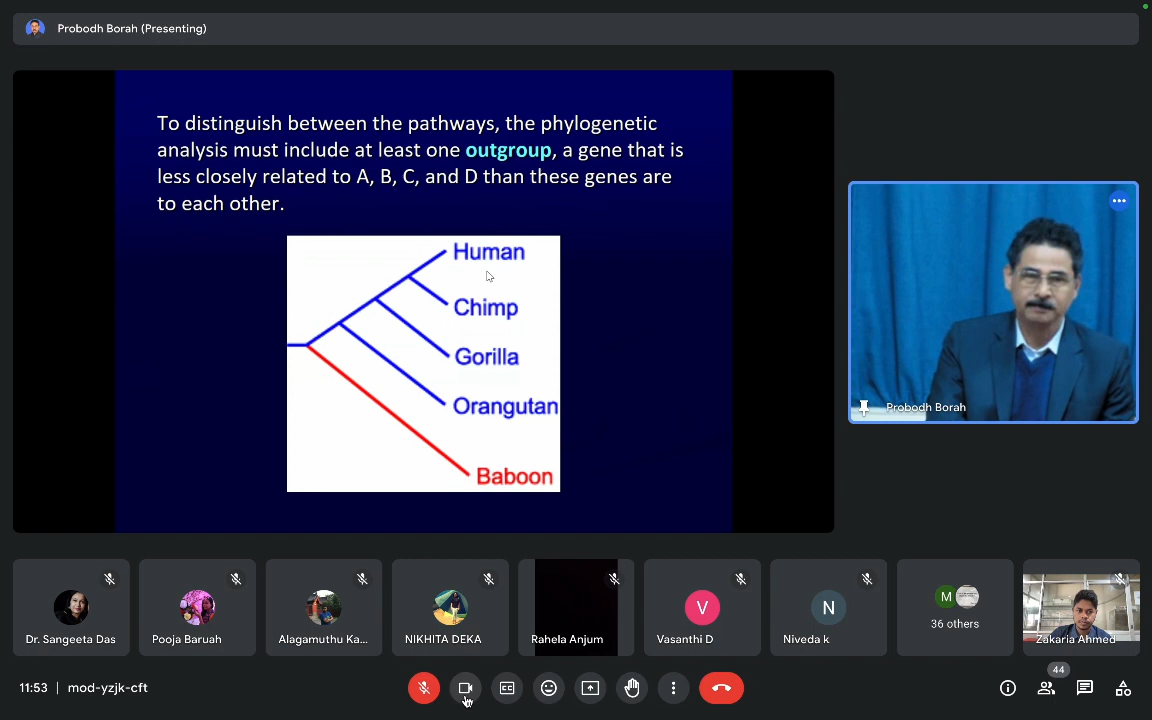 Probodh Borah (Presenting)
To distinguish between the pathways, the phylogenetic
analysis must include at least one outgroup, a gene that is
less closely related to A, B, C, and D than these genes are
to each other.
Human
Chimp
Gorilla
Orangutan
Baboon
Probodh Borah
Dr. Sangeeta Das
Pooja Baruah
Alagamuthu Ka...
NIKHITA DEKA
Rahela Anjum
V
Vasanthi D
N
Niveda k
M
36 others
Zakaria Ahmed
11:53 | mod-yzjk-cft
44